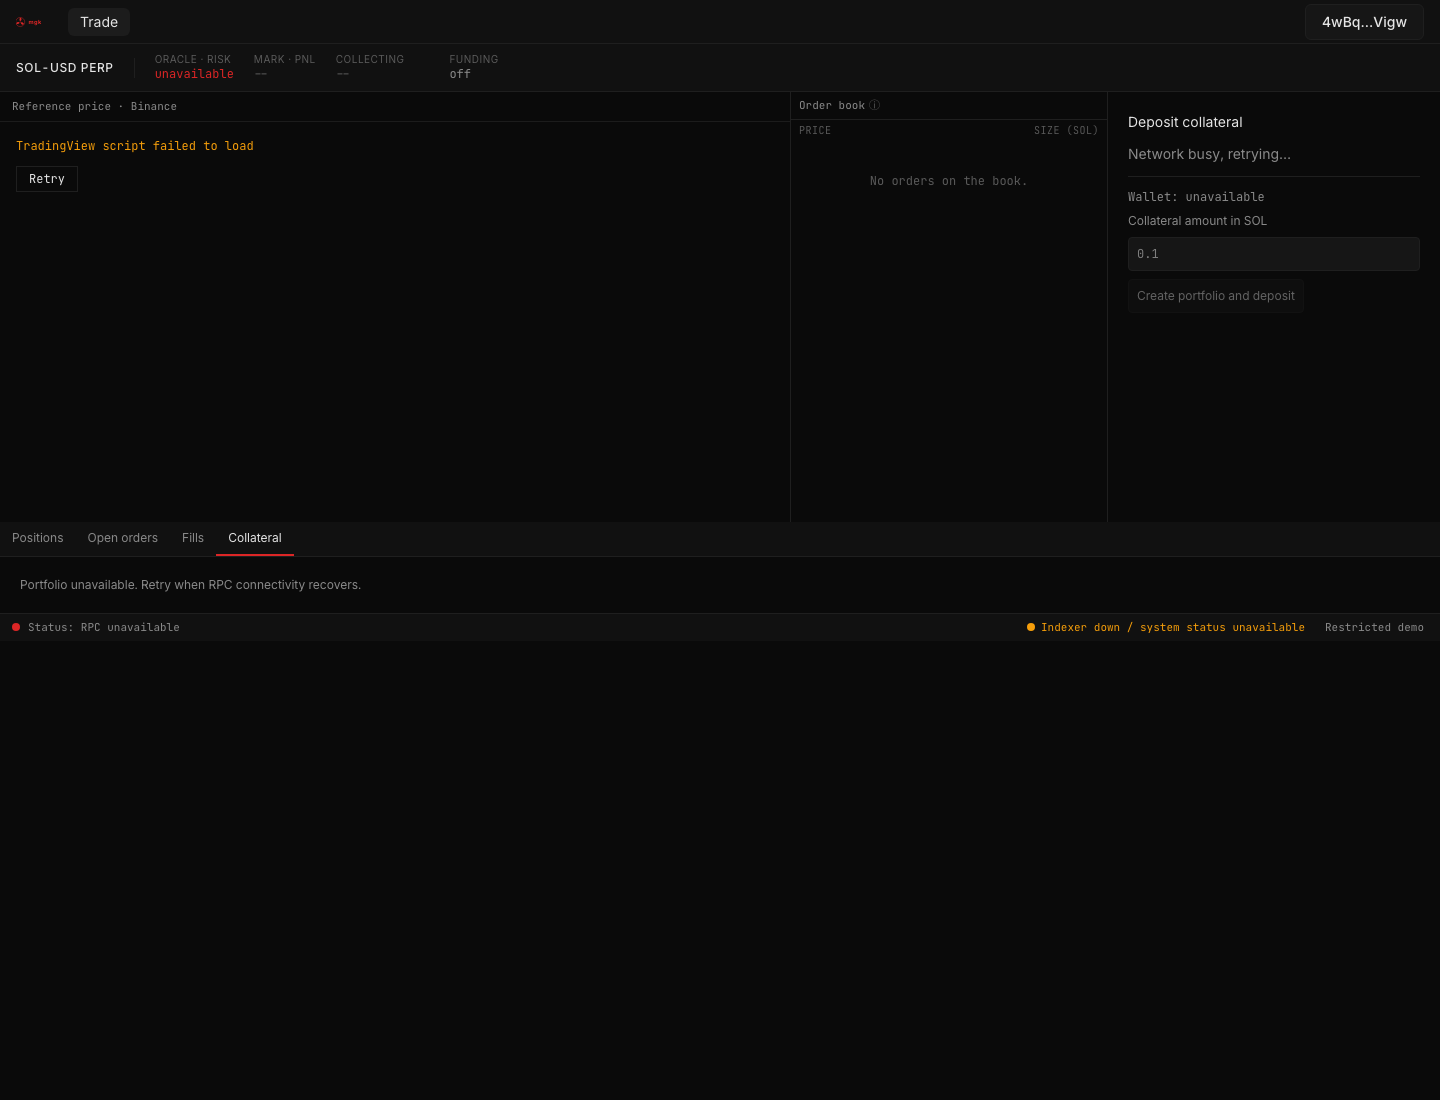 Trade
4wBq...Vigw
SOL-USD PERP
ORACLE · RISK
unavailable
MARK · PNL
——
COLLECTING
——
FUNDING
off
Reference price · Binance
TradingView script failed to load
Retry
Order book ⓘ
PRICE SIZE (SOL)
No orders on the book.
Deposit collateral
Network busy, retrying...
Wallet: unavailable
Collateral amount in SOL
0.1
Create portfolio and deposit
Positions Open orders Fills Collateral
Portfolio unavailable. Retry when RPC connectivity recovers.
Status: RPC unavailable
Indexer down / system status unavailable
Restricted demo